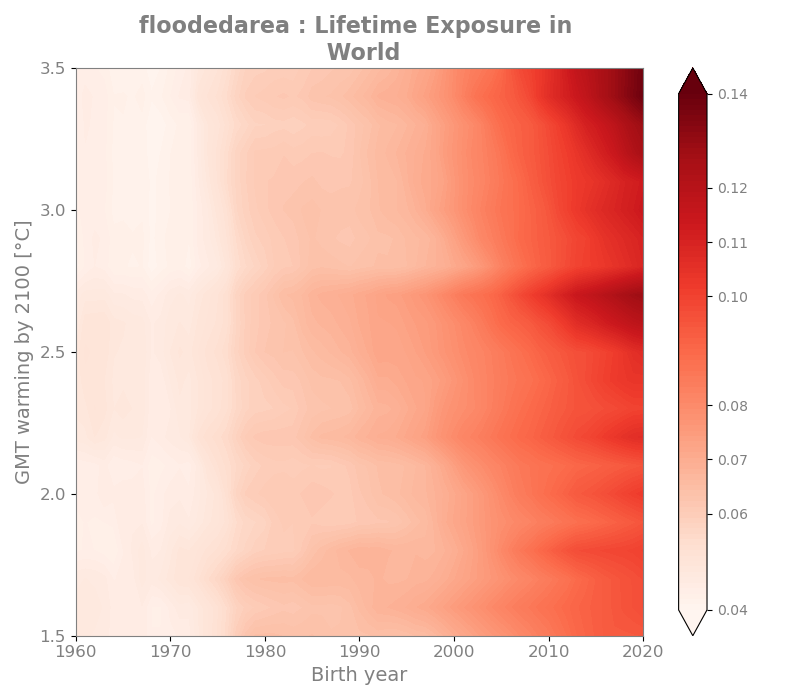 floodedarea : Lifetime Exposure in
World
3.5
3.0
2.5
2.0
1.5
GMT warming by 2100 [°C]
1960 1970 1980 1990 2000 2010 2020
Birth year
0.14
0.12
0.11
0.10
0.08
0.07
0.06
0.04